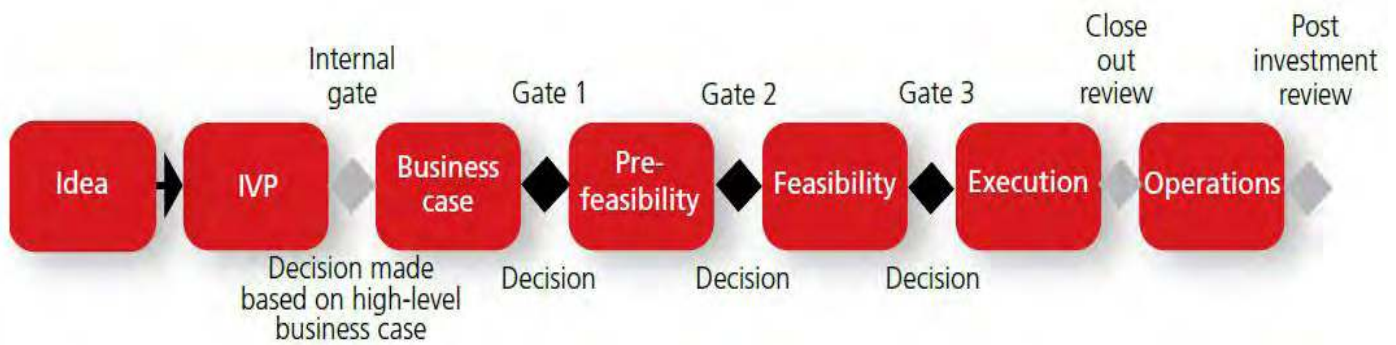 Internal
gate
Gate 1
Gate 2
Gate 3
Close
out
review
Post
investment
review
Idea
IVP
Business
case
Pre-
feasibility
Feasibility
Execution
Operations
Decision made
based on high-level
business case
Decision
Decision
Decision